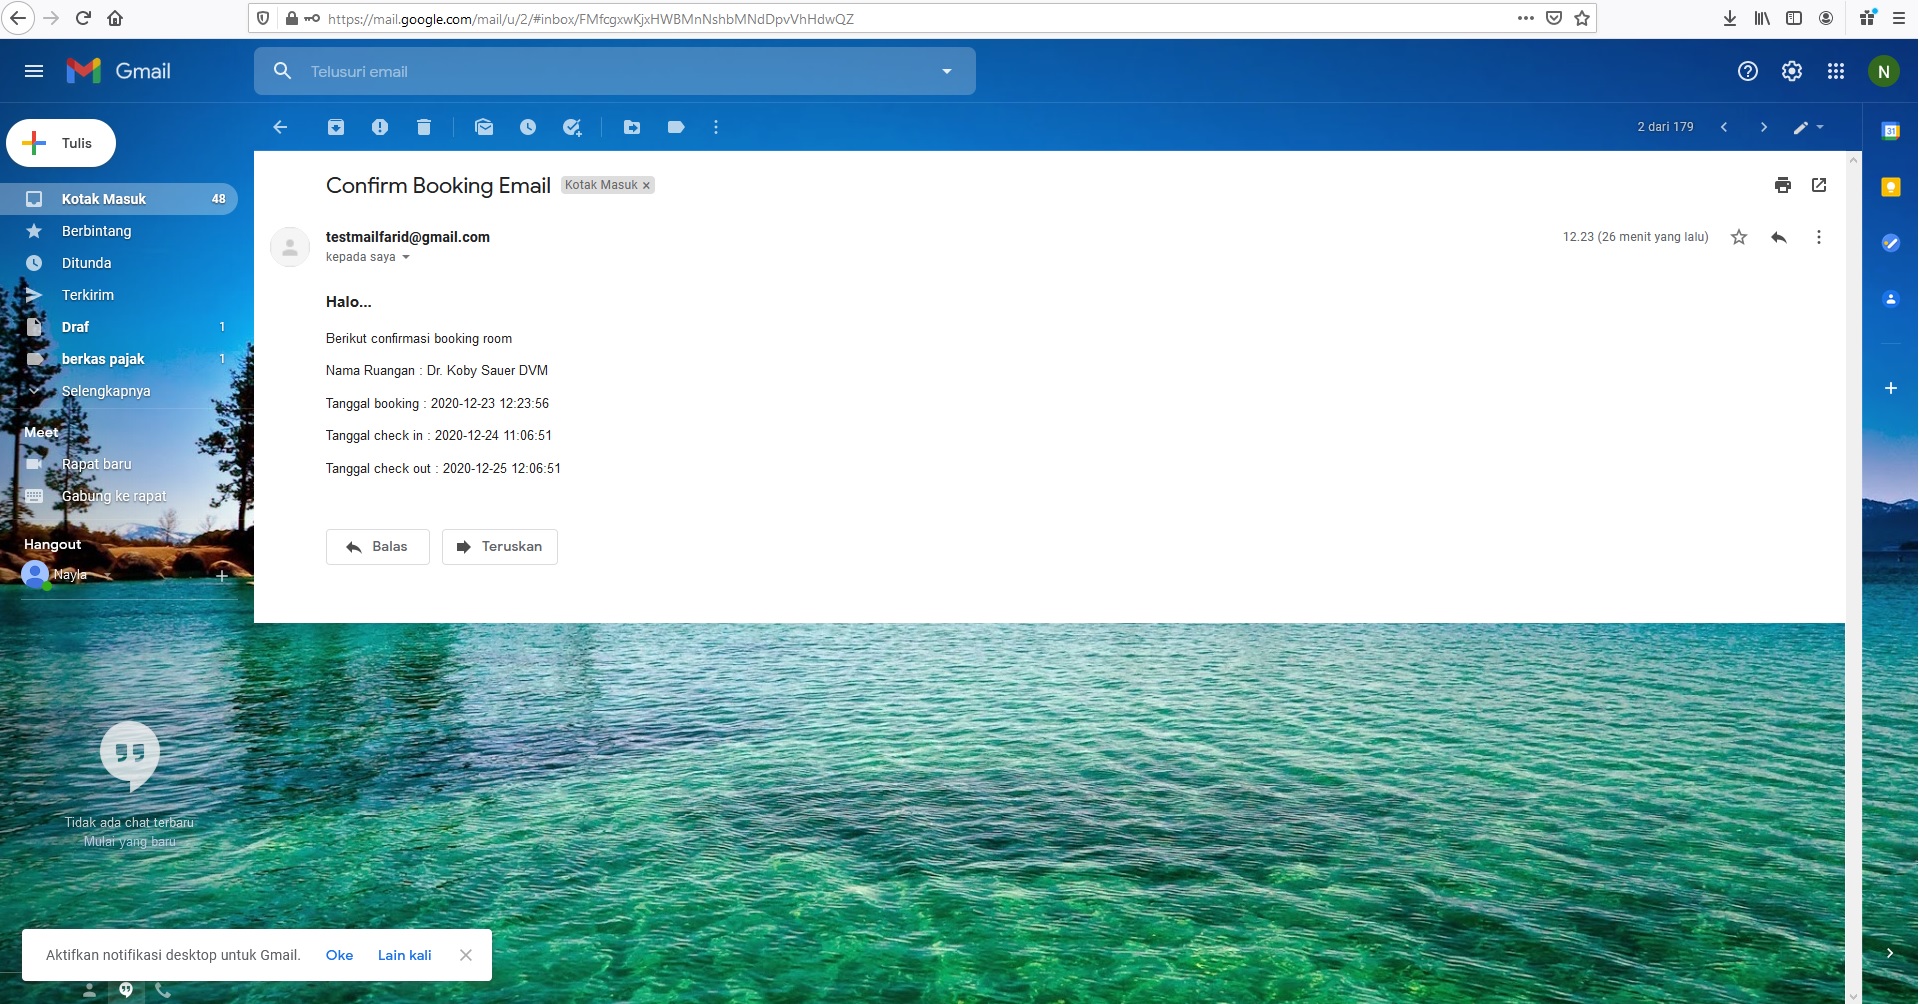 https://mail.google.com/mail/u/2/#inbox/FMfcgxwKjxHWBMnNshbMNdDpvVhHdwQZ
Gmail
Telusuri email
N
Tulis
2 dari 179
31
Kotak Masuk 48
Berbintang
Ditunda
Terkirim
Draf 1
berkas pajak 1
Selengkapnya
Meet
Rapat baru
Gabung ke rapat
Hangout
Nayla
Tidak ada chat terbaru
Mulai yang baru
Confirm Booking Email Kotak Masuk x
testmailfarid@gmail.com
12.23 (26 menit yang lalu)
kepada saya
Halo...
Berikut confirmasi booking room
Nama Ruangan : Dr. Koby Sauer DVM
Tanggal booking : 2020-12-23 12:23:56
Tanggal check in : 2020-12-24 11:06:51
Tanggal check out : 2020-12-25 12:06:51
Balas
Teruskan
Aktifkan notifikasi desktop untuk Gmail. Oke Lain kali